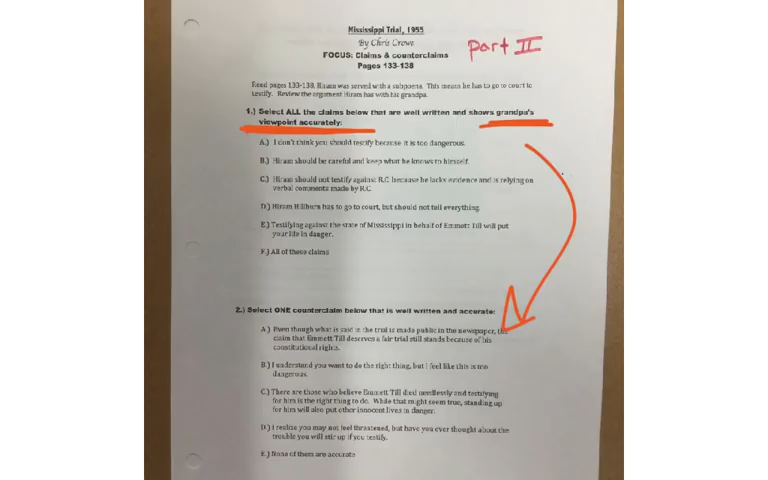 Mississippi Trial, 1955
By Chris Crowe
part II
FOCUS: Claims & counterclaims
Pages 133-138
Read pages 133-138. Hiram was served with a subpoena. This means he has to go to court to
testify. Review the argument Hiram has with his grandpa.
1.) Select ALL the claims below that are well written and shows grandpa's
viewpoint accurately:
A.) I don't think you should testify because it is too dangerous.
B.) Hiram should be careful and keep what he knows to himself.
C.) Hiram should not testify against R.C. because he lacks evidence and is relying on
verbal comments made by R.C.
D.) Hiram Hillburn has to go to court, but should not tell everything.
E.) Testifying against the state of Mississippi in behalf of Emmett Till will put
your life in danger.
F.) All of these claims
2.) Select ONE counterclaim below that is well written and accurate:
A.) Even though what is said in the trial is made public in the newspaper, the
claim that Emmett Till deserves a fair trial still stands because of his
constitutional rights.
B.) I understand you want to do the right thing, but I feel like this is too
dangerous.
C.) There are those who believe Emmett Till died needlessly and testifying
for him is the right thing to do. While that might seem true, standing up
for him will also put other innocent lives in danger.
D.) I realize you may not feel threatened, but have you ever thought about the
trouble you will stir up if you testify.
E.) None of them are accurate